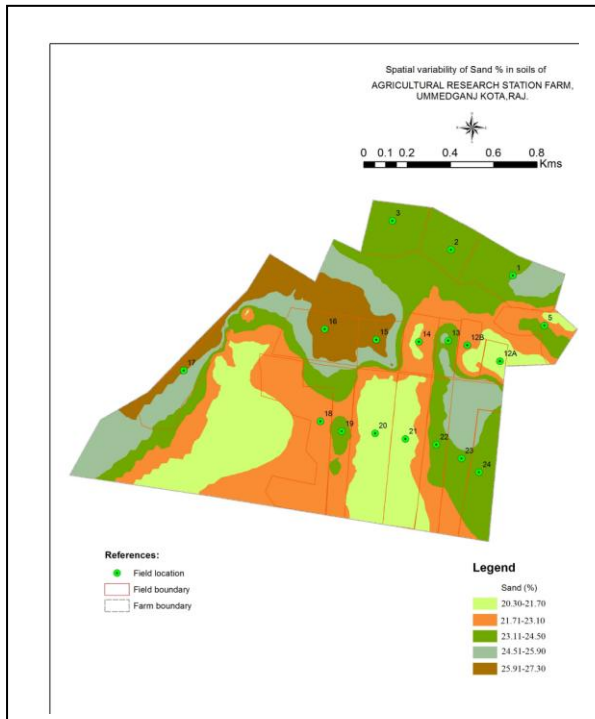 Spatial variability of Sand % in soils of
AGRICULTURAL RESEARCH STATION FARM,
UMMEDGANJ KOTA,RAJ.
0 0.1 0.2 0.4 0.6 0.8
Kms
3
2
1
5
16
15
14
13
12B
12A
17
18
19
20
21
22
23
24
References:
Field location
Field boundary
Farm boundary
Legend
Sand (%)
20.30-21.70
21.71-23.10
23.11-24.50
24.51-25.90
25.91-27.30